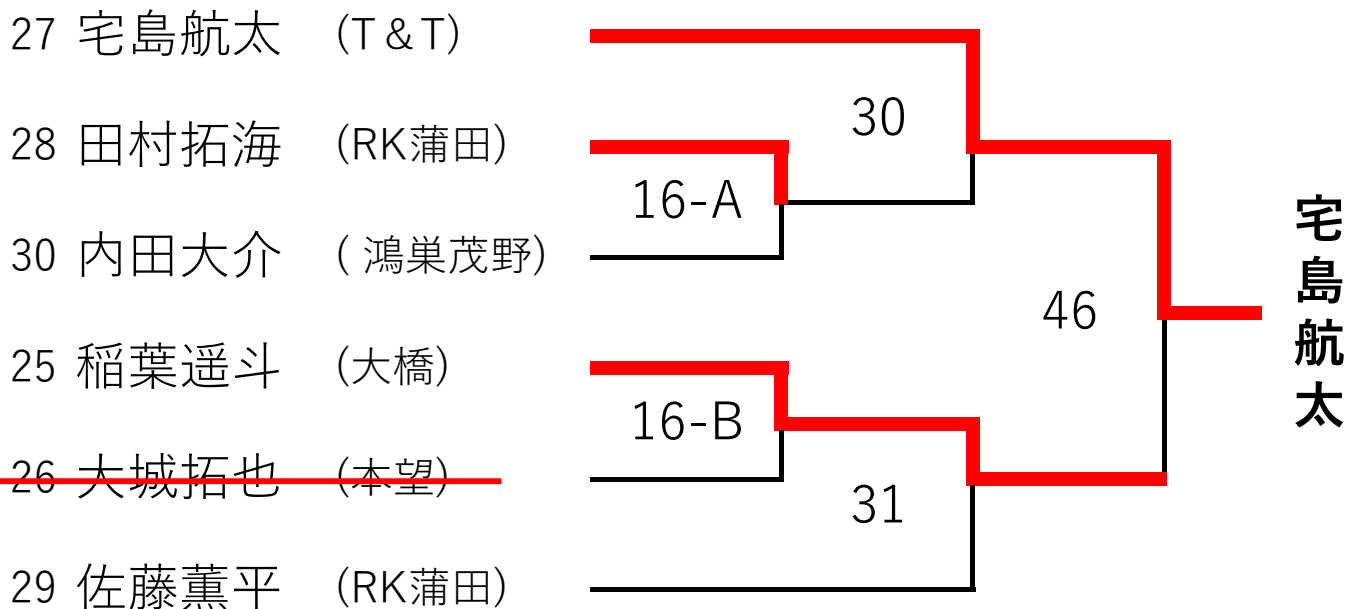 27 宅島航太 (T＆T)
30
28 田村拓海 (RK蒲田)
16-A
30 内田大介 ( 鴻巣茂野)
宅島航太
46
25 稲葉遥斗 (大橋)
16-B
26 大城拓也 (本望)
31
29 佐藤薫平 (RK蒲田)